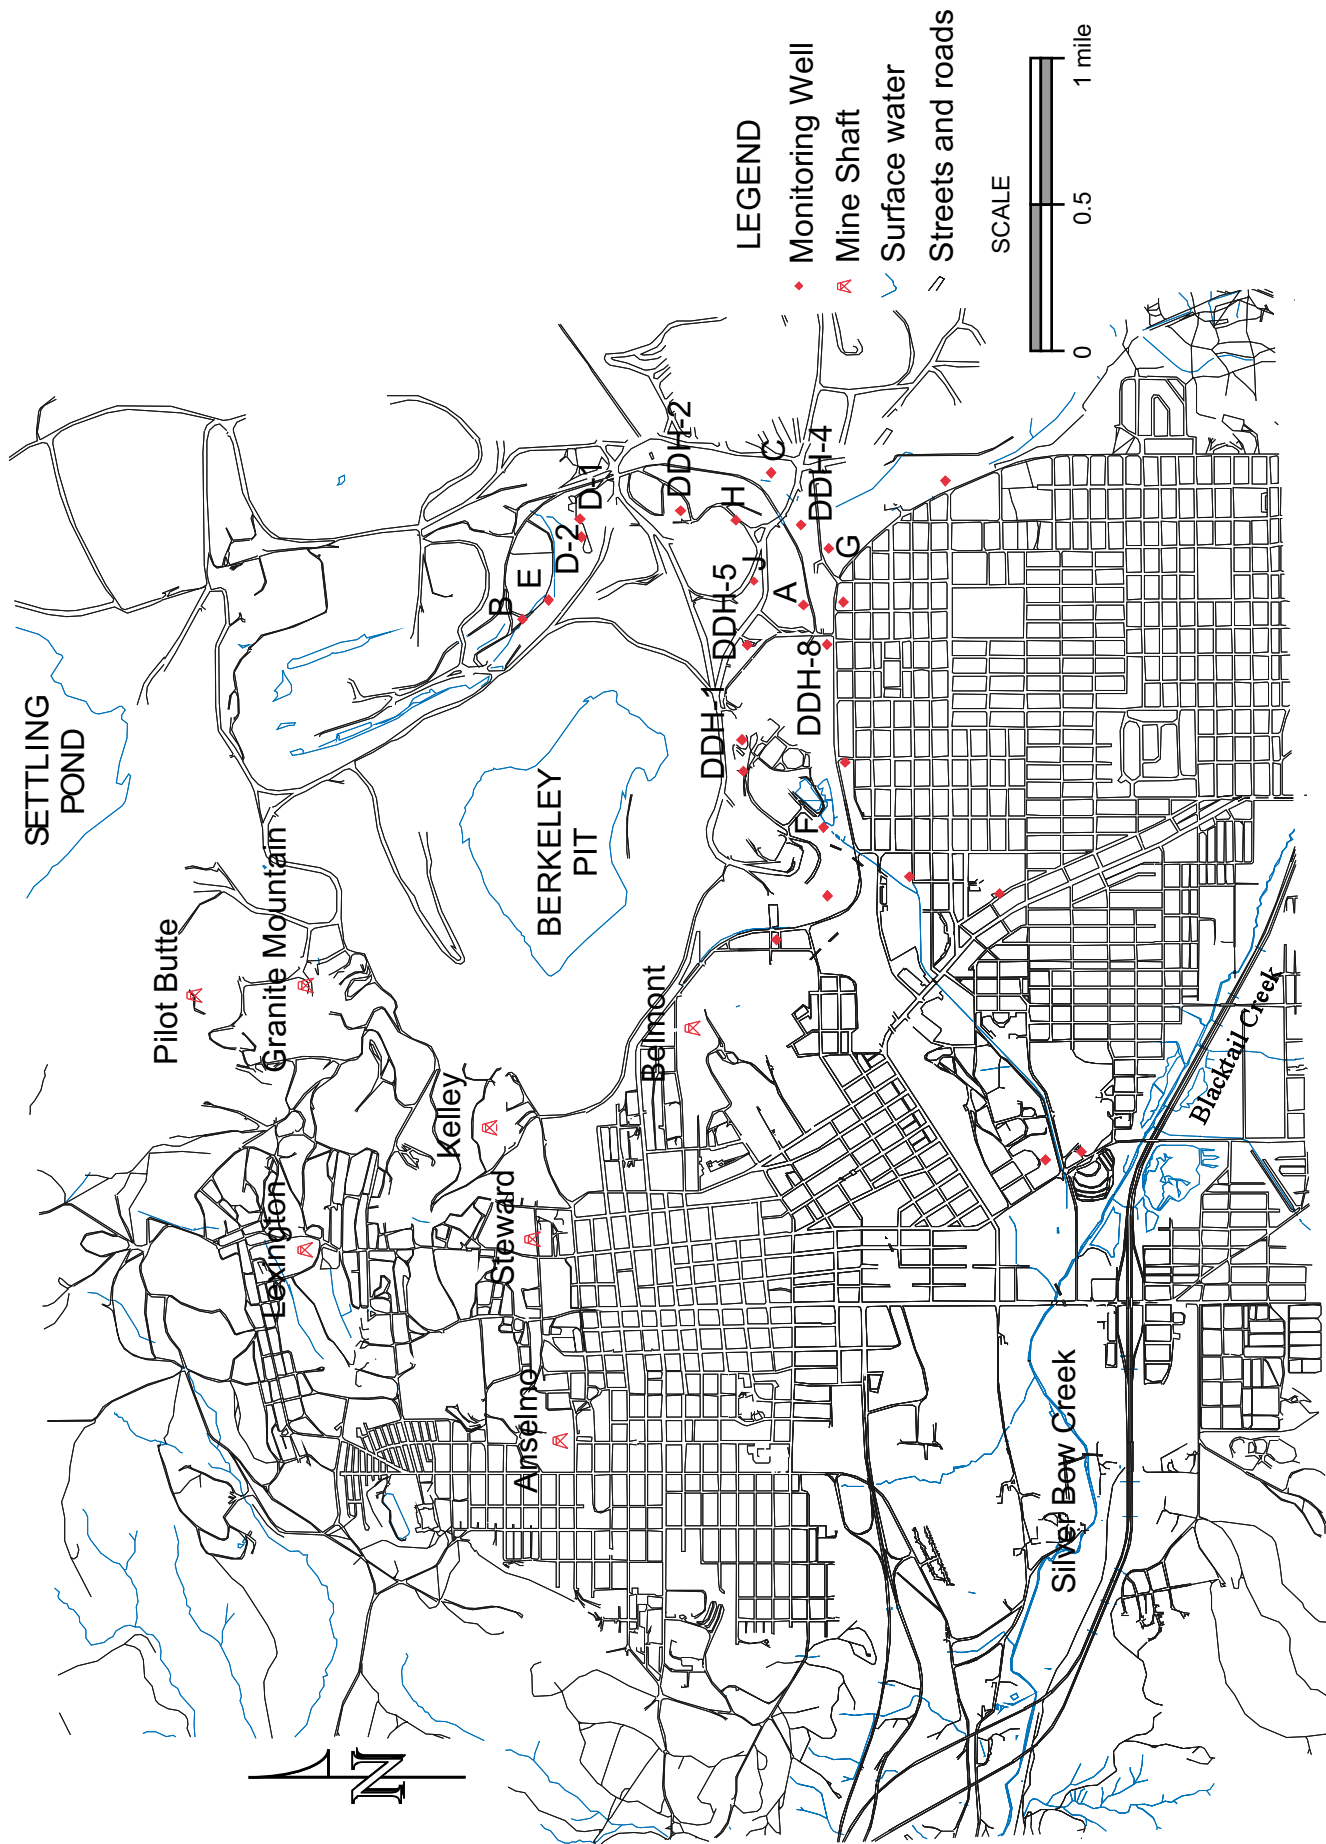 SETTLING
POND
Pilot Butte
Granite Mountain
Lexington
Kelley
Steward
Anselmo
Belmont
BERKELEY
PIT
B
E
D-2
D-1
DDH-2
H
C
J
DDH-5
DDH-1
A
DDH-4
G
DDH-8
F
Silver Bow Creek
Blacktail Creek
N
LEGEND
Monitoring Well
Mine Shaft
Surface water
Streets and roads
SCALE
0 0.5 1 mile